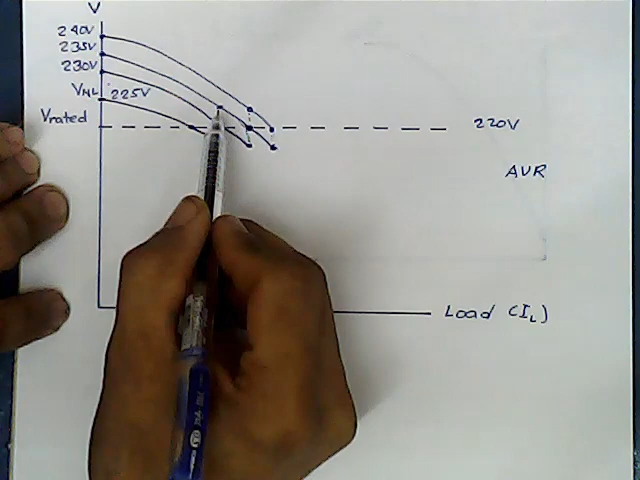 V
240V
235V
230V
VNL 225V
Vrated
220V
AVR
Load (IL)